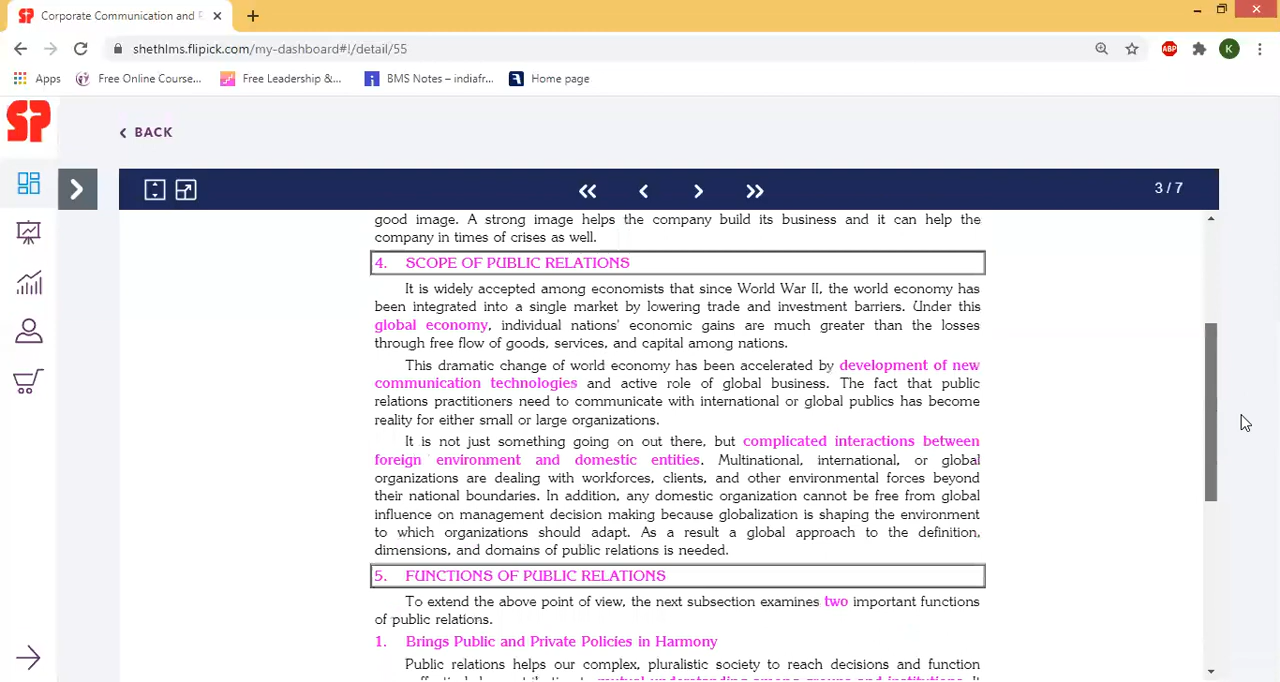 Corporate Communication and
shethlms.flipick.com/my-dashboard#!/detail/55
ABP
K
Apps
Free Online Course...
Free Leadership &...
BMS Notes – indiafr...
Home page
BACK
3 / 7
good image. A strong image helps the company build its business and it can help the
company in times of crises as well.
4. SCOPE OF PUBLIC RELATIONS
It is widely accepted among economists that since World War II, the world economy has
been integrated into a single market by lowering trade and investment barriers. Under this
global economy, individual nations' economic gains are much greater than the losses
through free flow of goods, services, and capital among nations.
This dramatic change of world economy has been accelerated by development of new
communication technologies and active role of global business. The fact that public
relations practitioners need to communicate with international or global publics has become
reality for either small or large organizations.
It is not just something going on out there, but complicated interactions between
foreign environment and domestic entities. Multinational, international, or global
organizations are dealing with workforces, clients, and other environmental forces beyond
their national boundaries. In addition, any domestic organization cannot be free from global
influence on management decision making because globalization is shaping the environment
to which organizations should adapt. As a result a global approach to the definition,
dimensions, and domains of public relations is needed.
5. FUNCTIONS OF PUBLIC RELATIONS
To extend the above point of view, the next subsection examines two important functions
of public relations.
1. Brings Public and Private Policies in Harmony
Public relations helps our complex, pluralistic society to reach decisions and function
mutual understanding among groups and institutions. It